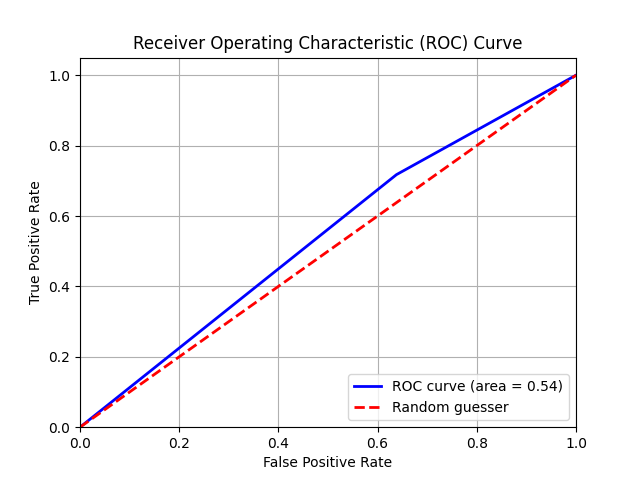 Receiver Operating Characteristic (ROC) Curve
True Positive Rate
1.0
0.8
0.6
0.4
0.2
0.0
0.0 0.2 0.4 0.6 0.8 1.0
False Positive Rate
ROC curve (area = 0.54)
Random guesser